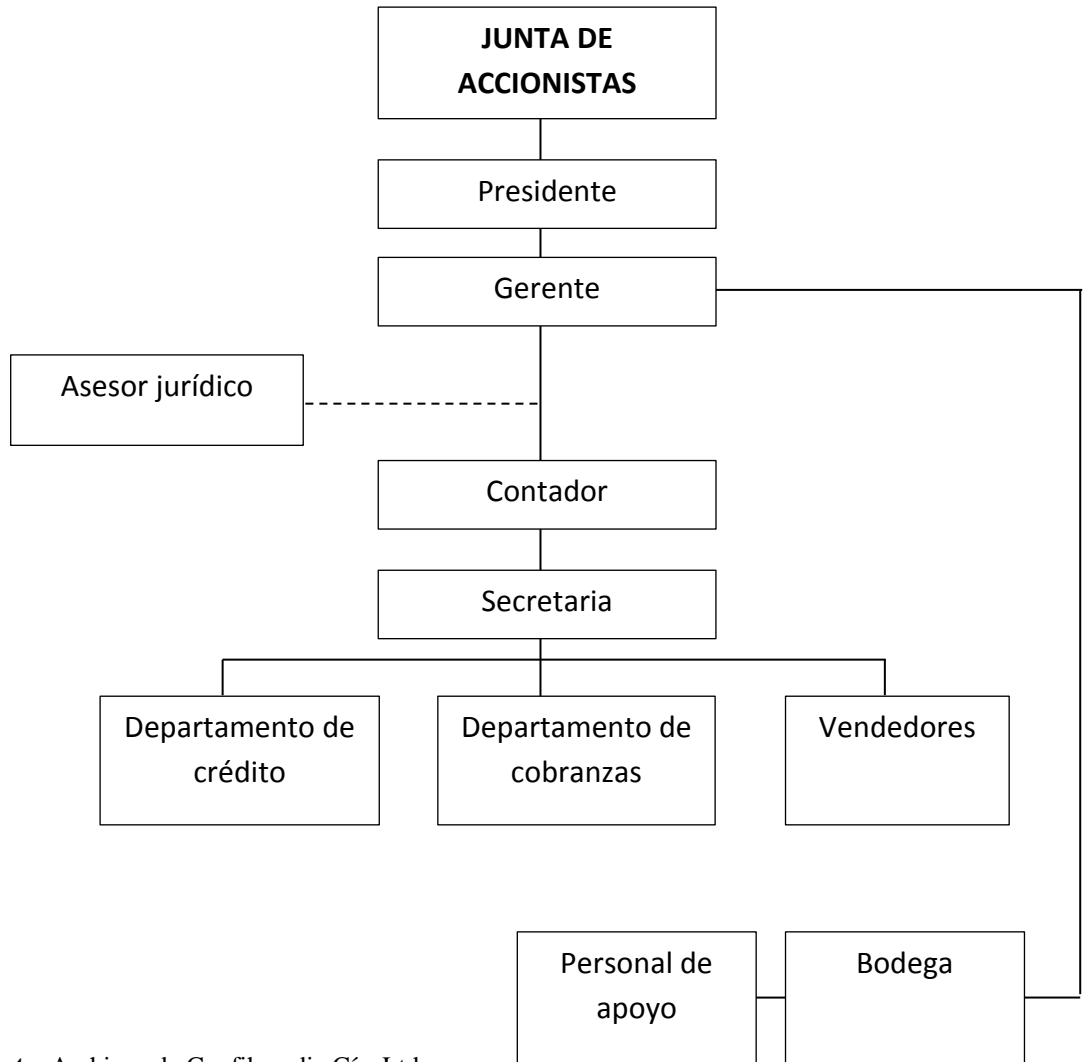 JUNTA DE
ACCIONISTAS
Presidente
Gerente
Asesor jurídico
Contador
Secretaria
Departamento de
crédito
Departamento de
cobranzas
Vendedores
Personal de
apoyo
Bodega